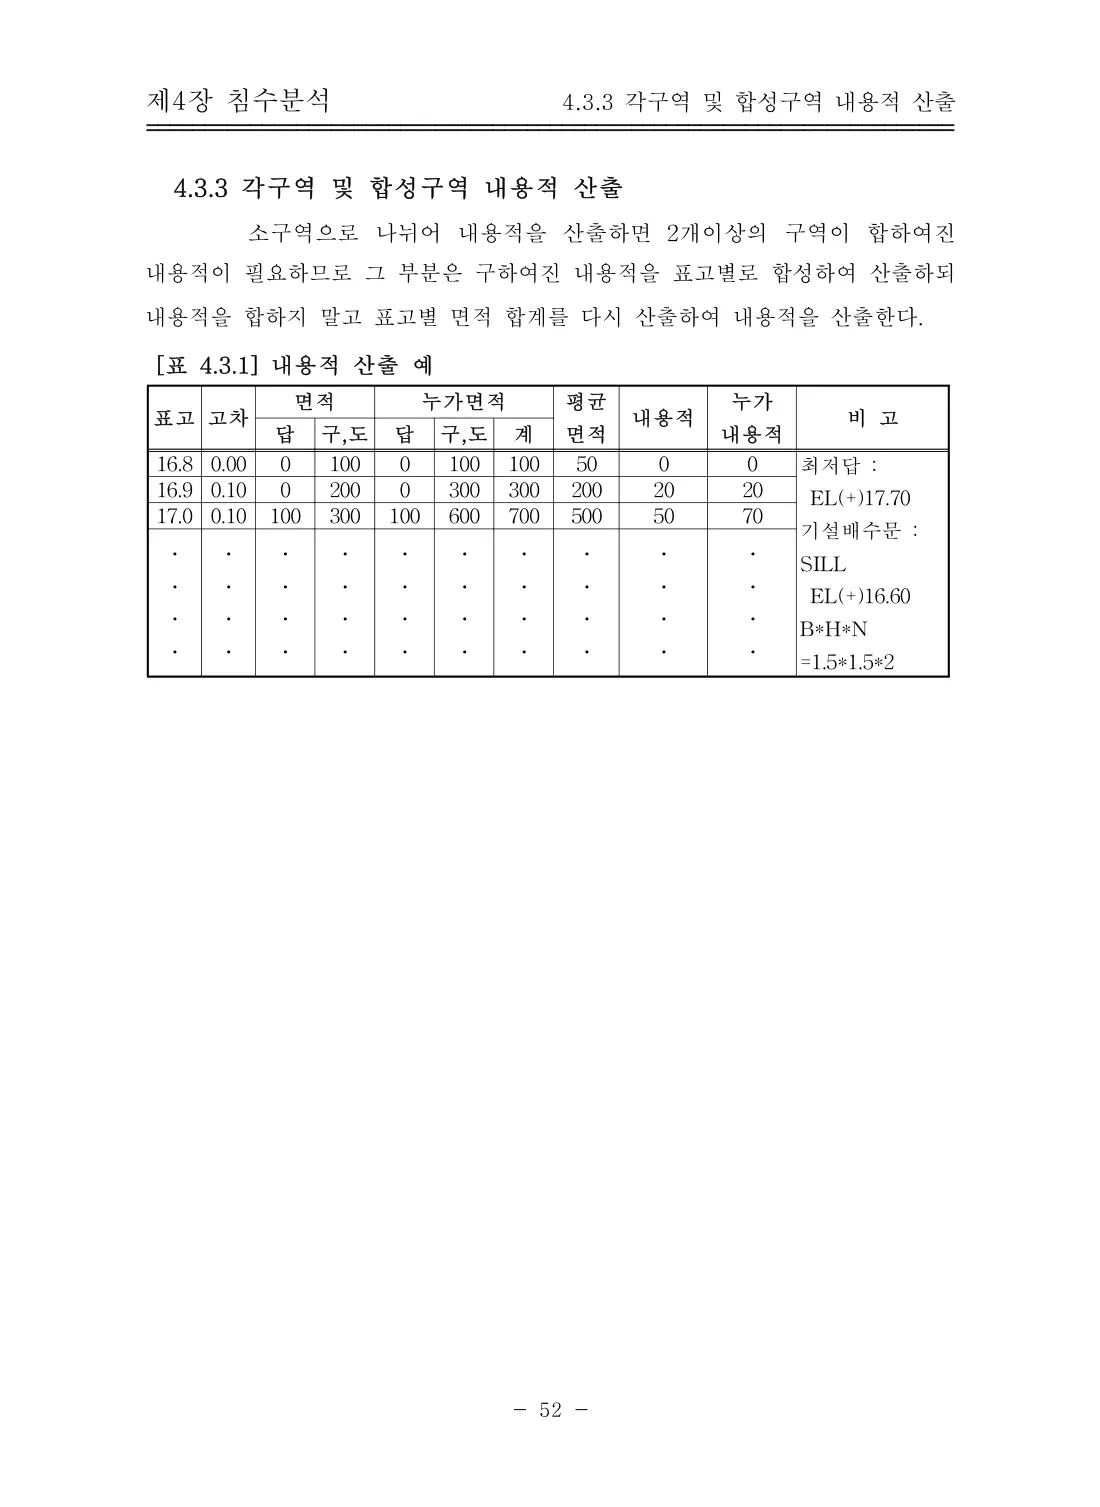 제4장 침수분석 4.3.3 각구역 및 합성구역 내용적 산출
4.3.3 각구역 및 합성구역 내용적 산출
소구역으로 나뉘어 내용적을 산출하면 2개이상의 구역이 합하여진
내용적이 필요하므로 그 부분은 구하여진 내용적을 표고별로 합성하여 산출하되
내용적을 합하지 말고 표고별 면적 합계를 다시 산출하여 내용적을 산출한다.
[표 4.3.1] 내용적 산출 예
표고 고차 면적 누가면적 평균 면적 내용적 누가 내용적 비 고
답 구,도 답 구,도 계
16.8 0.00 0 100 0 100 100 50 0 0
16.9 0.10 0 200 0 300 300 200 20 20
17.0 0.10 100 300 100 600 700 500 50 70
. . . . . . . . . .
. . . . . . . . . .
. . . . . . . . . .
. . . . . . . . . .
최저답 :
EL(+)17.70
기설배수문 :
SILL
EL(+)16.60
B*H*N
=1.5*1.5*2
- 52 -